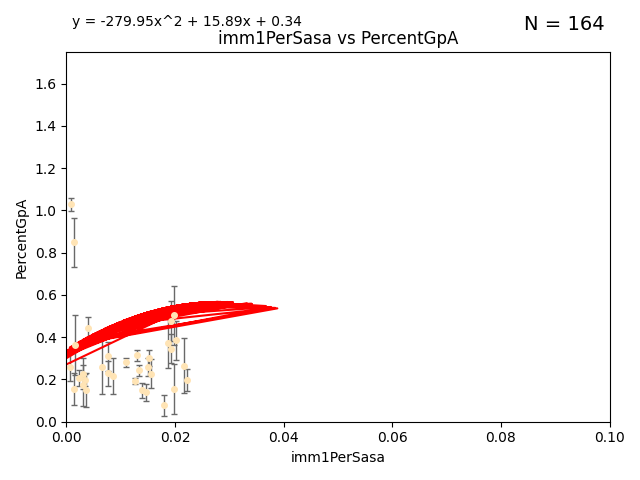 y = -279.95x^2 + 15.89x + 0.34
N = 164
imm1PerSasa vs PercentGpA
PercentGpA
1.6
1.4
1.2
1.0
0.8
0.6
0.4
0.2
0.0
0.00 0.02 0.04 0.06 0.08 0.10
imm1PerSasa